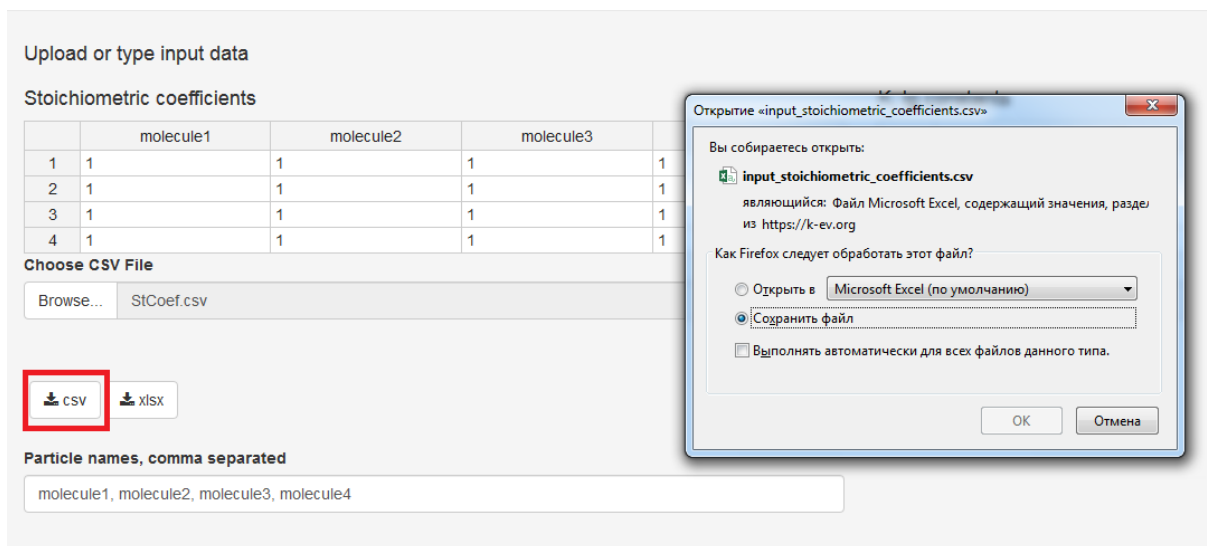 Upload or type input data
Stoichiometric coefficients
molecule1 molecule2 molecule3
1 1 1 1 1
2 1 1 1 1
3 1 1 1 1
4 1 1 1 1
Choose CSV File
Browse... StCoef.csv
csv xlsx
Particle names, comma separated
molecule1, molecule2, molecule3, molecule4
Открытие «input_stoichiometric_coefficients.csv»
Вы собираетесь открыть:
input_stoichiometric_coefficients.csv
являющийся: Файл Microsoft Excel, содержащий значения, разде
из https://k-ev.org
Как Firefox следует обработать этот файл?
Открыть в Microsoft Excel (по умолчанию)
Сохранить файл
Выполнять автоматически для всех файлов данного типа.
OK Отмена